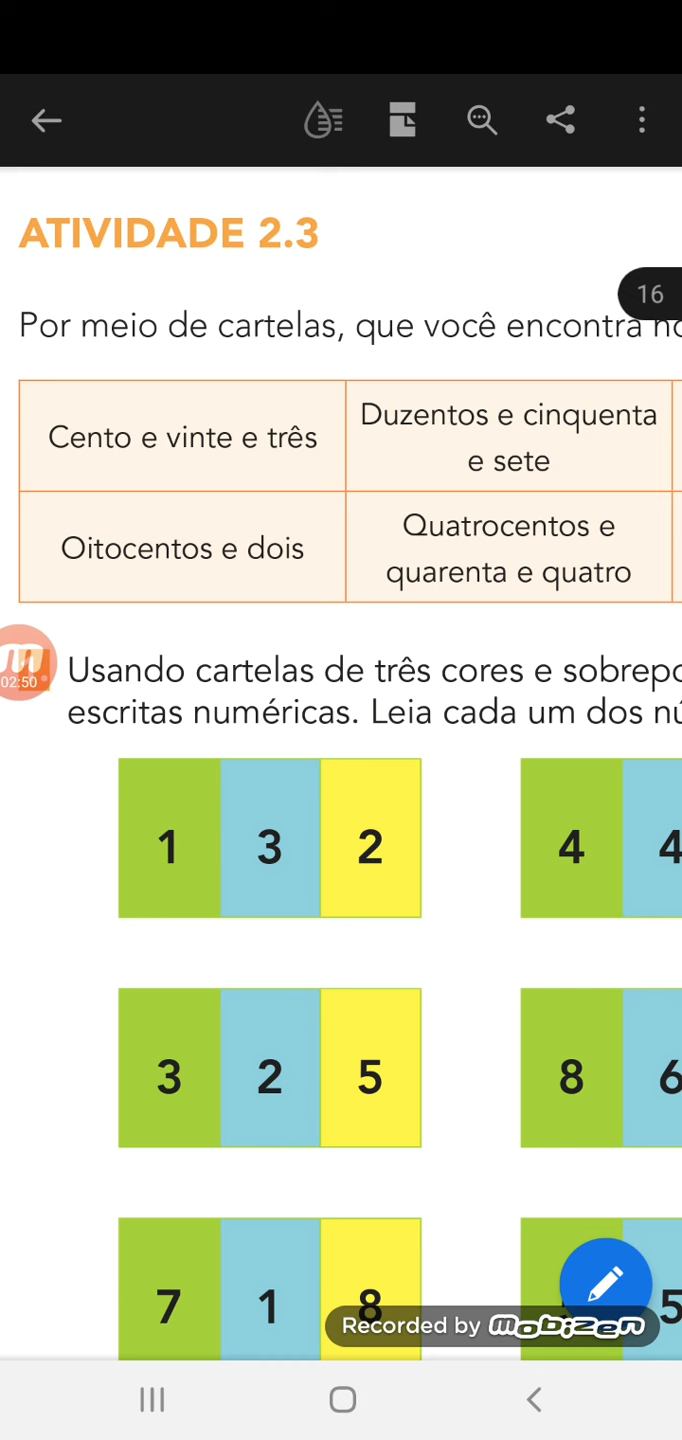 ATIVIDADE 2.3
16
Por meio de cartelas, que você encontra
Cento e vinte e três
Duzentos e cinquenta
e sete
Oitocentos e dois
Quatrocentos e
quarenta e quatro
02:50
Usando cartelas de três cores e
escritas numéricas. Leia cada um dos
1 3 2
4 4
3 2 5
8 6
7 1 8
5
Recorded by Mobizen